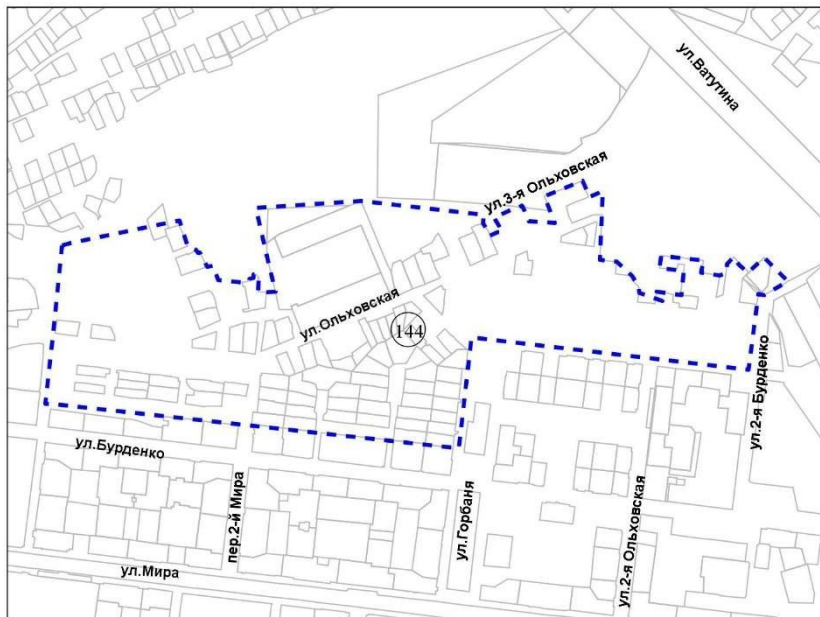 ул.Ватутина
ул.3-я Ольховская
ул.Ольховская
144
ул.2-я Бурденко
ул.Бурденко
пер.2-й Мира
ул.Горбаня
ул.2-я Ольховская
ул.Мира